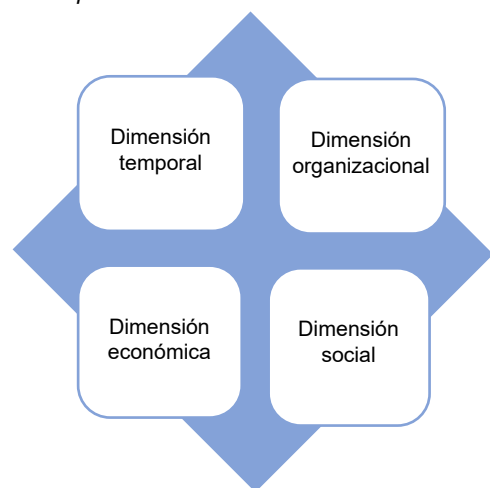 Dimensión
temporal
Dimensión
organizacional
Dimensión
económica
Dimensión
social